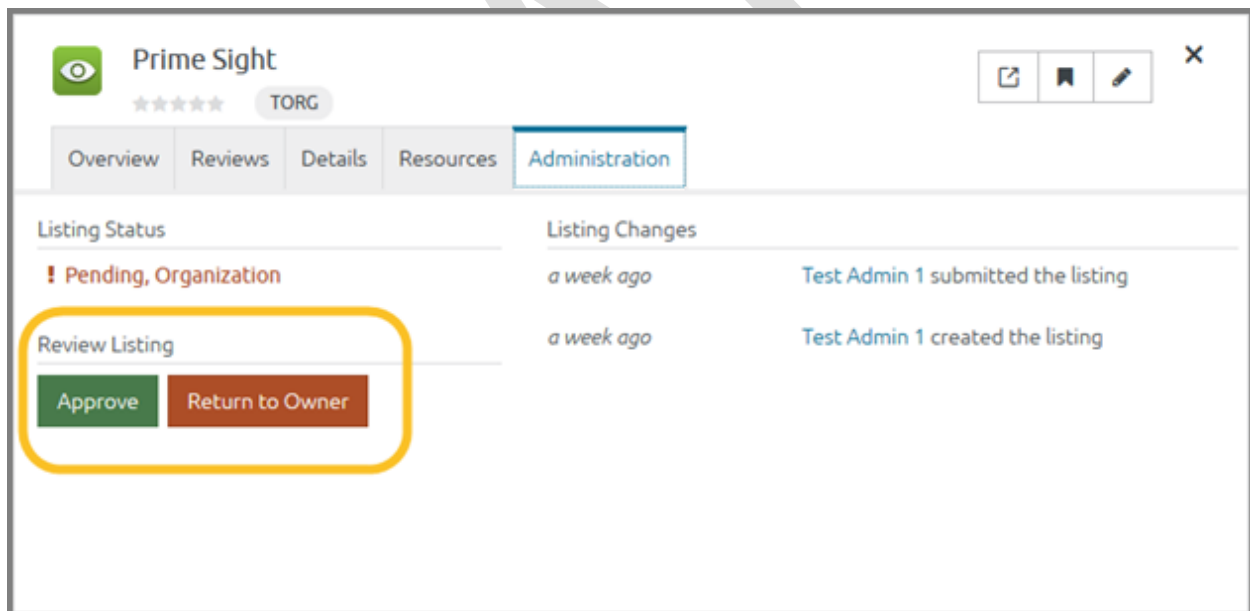 Prime Sight
TORG
Overview Reviews Details Resources Administration
Listing Status
! Pending, Organization
Review Listing
Approve Return to Owner
Listing Changes
a week ago Test Admin 1 submitted the listing
a week ago Test Admin 1 created the listing